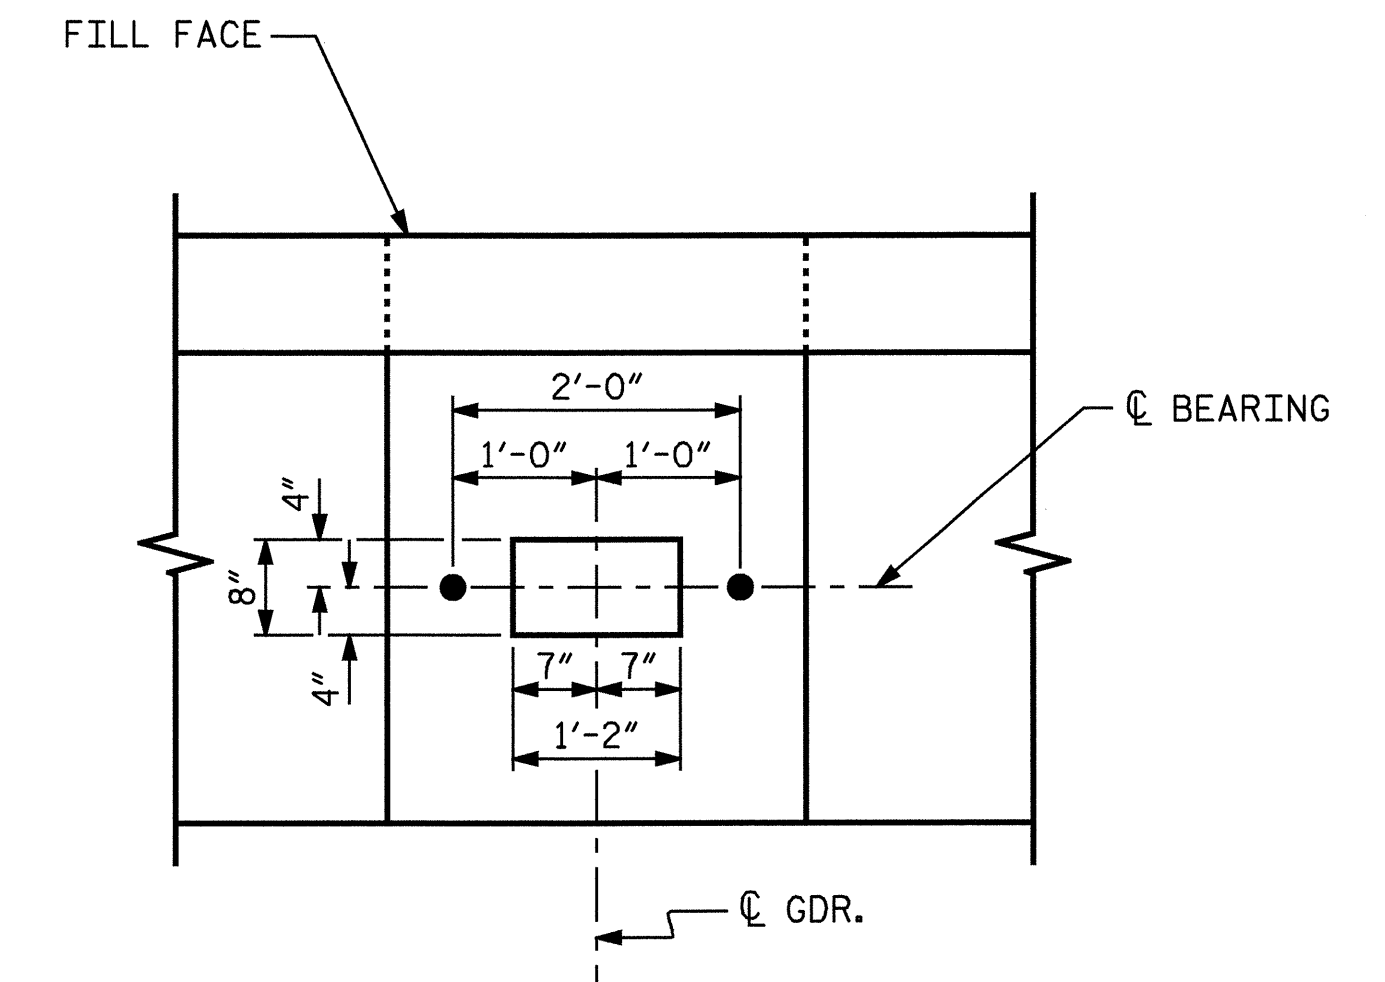 FILL FACE
2'-0"
℄ BEARING
1'-0" 1'-0"
4"
8"
7" 7"
4"
1'-2"
℄ GDR.